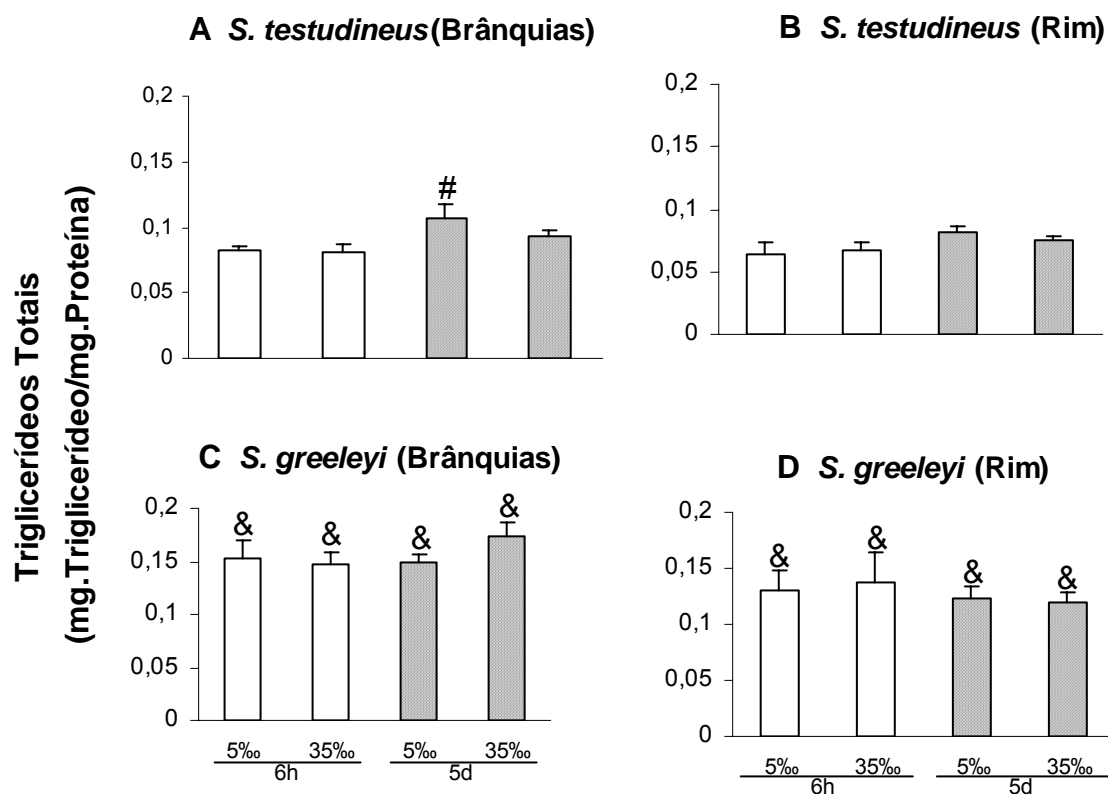 A S. testudineus (Brânquias)
B S. testudineus (Rim)
Triglicerídeos Totais
(mg.Triglicerídeo/mg.Proteína)
0,2
0,15
0,1
0,05
0
#
0,2
0,15
0,1
0,05
0
C S. greeleyi (Brânquias)
D S. greeleyi (Rim)
0,2
0,15
0,1
0,05
0
& & & &
5‰ 35‰ 5‰ 35‰
6h 5d
0,2
0,15
0,1
0,05
0
& & & &
5‰ 35‰ 5‰ 35‰
6h 5d